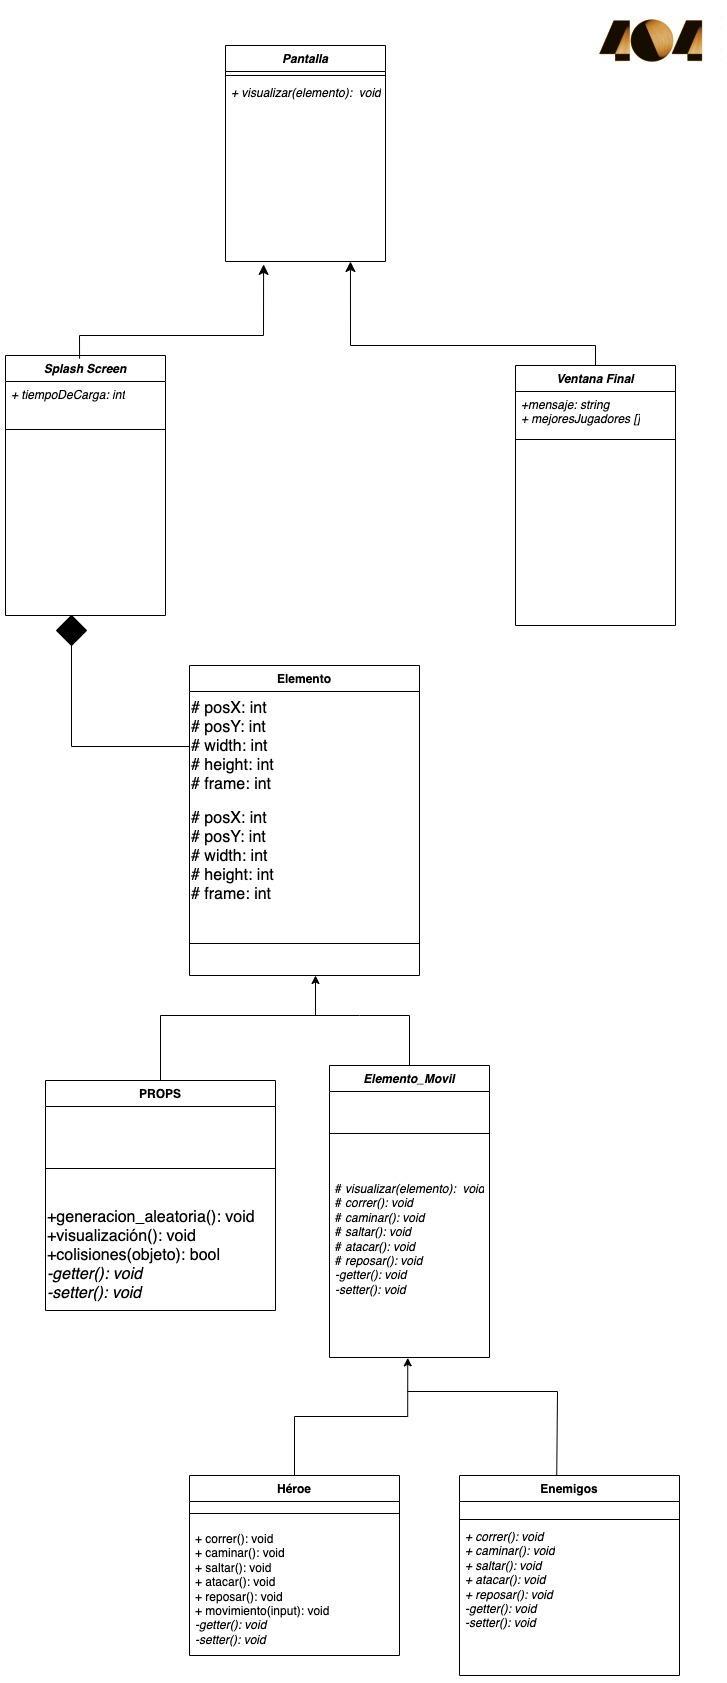 404
Pantalla
+ visualizar(elemento): void
Splash Screen
+ tiempoDeCarga: int
Ventana Final
+mensaje: string
+ mejoresJugadores []
Elemento
# posX: int
# posY: int
# width: int
# height: int
# frame: int
# posX: int
# posY: int
# width: int
# height: int
# frame: int
PROPS
+generacion_aleatoria(): void
+visualización(): void
+colisiones(objeto): bool
-getter(): void
-setter(): void
Elemento_Movil
# visualizar(elemento): void
# correr(): void
# caminar(): void
# saltar(): void
# atacar(): void
# reposar(): void
-getter(): void
-setter(): void
Héroe
+ correr(): void
+ caminar(): void
+ saltar(): void
+ atacar(): void
+ reposar(): void
+ movimiento(input): void
-getter(): void
-setter(): void
Enemigos
+ correr(): void
+ caminar(): void
+ saltar(): void
+ atacar(): void
+ reposar(): void
-getter(): void
-setter(): void